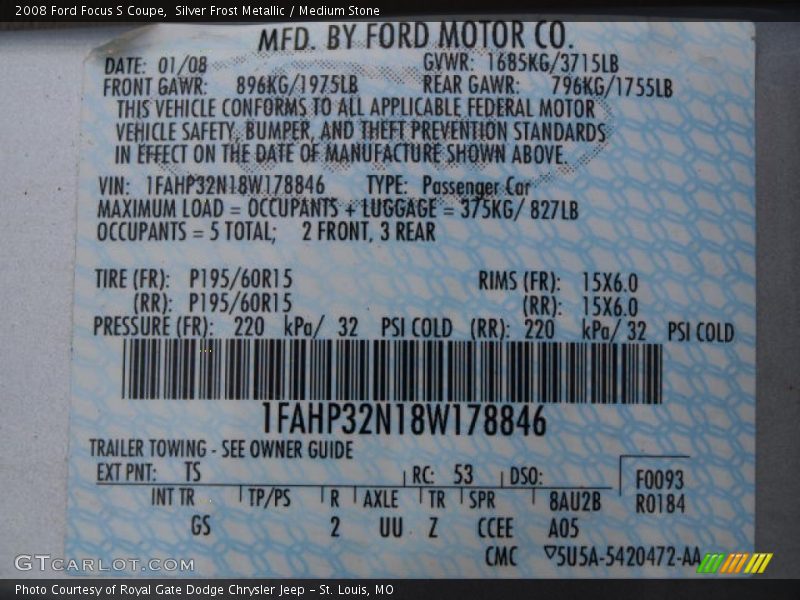 2008 Ford Focus S Coupe, Silver Frost Metallic / Medium Stone
MFD. BY FORD MOTOR CO.
DATE: 01/08 GVWR: 1685KG/3715LB
FRONT GAWR: 896KG/1975LB REAR GAWR: 796KG/1755LB
THIS VEHICLE CONFORMS TO ALL APPLICABLE FEDERAL MOTOR
VEHICLE SAFETY, BUMPER, AND THEFT PREVENTION STANDARDS
IN EFFECT ON THE DATE OF MANUFACTURE SHOWN ABOVE.
VIN: 1FAHP32N18W178846 TYPE: Passenger Car
MAXIMUM LOAD = OCCUPANTS + LUGGAGE = 375KG/ 827LB
OCCUPANTS = 5 TOTAL; 2 FRONT, 3 REAR
TIRE (FR): P195/60R15 RIMS (FR): 15X6.0
(RR): P195/60R15 (RR): 15X6.0
PRESSURE (FR): 220 kPa/ 32 PSI COLD (RR): 220 kPa/ 32 PSI COLD
1FAHP32N18W178846
TRAILER TOWING - SEE OWNER GUIDE
EXT PNT: TS RC: 53 DSO: F0093
INT TR TP/PS R AXLE TR SPR 8AU2B R0184
GS 2 UU Z CCEE A05
CMC ▽5U5A-5420472-AA
GTCARLOT.COM
Photo Courtesy of Royal Gate Dodge Chrysler Jeep – St. Louis, MO